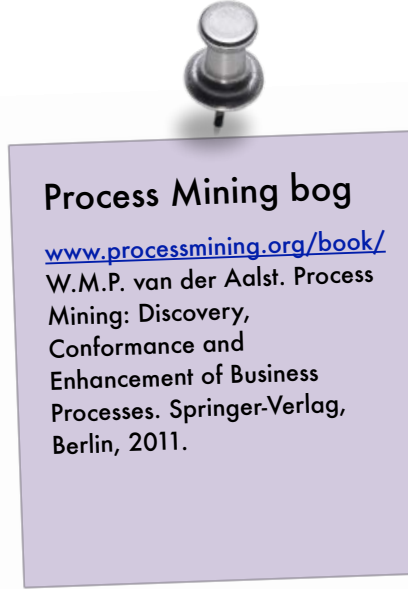 Process Mining bog
www.processmining.org/book/
W.M.P. van der Aalst. Process
Mining: Discovery,
Conformance and
Enhancement of Business
Processes. Springer-Verlag,
Berlin, 2011.